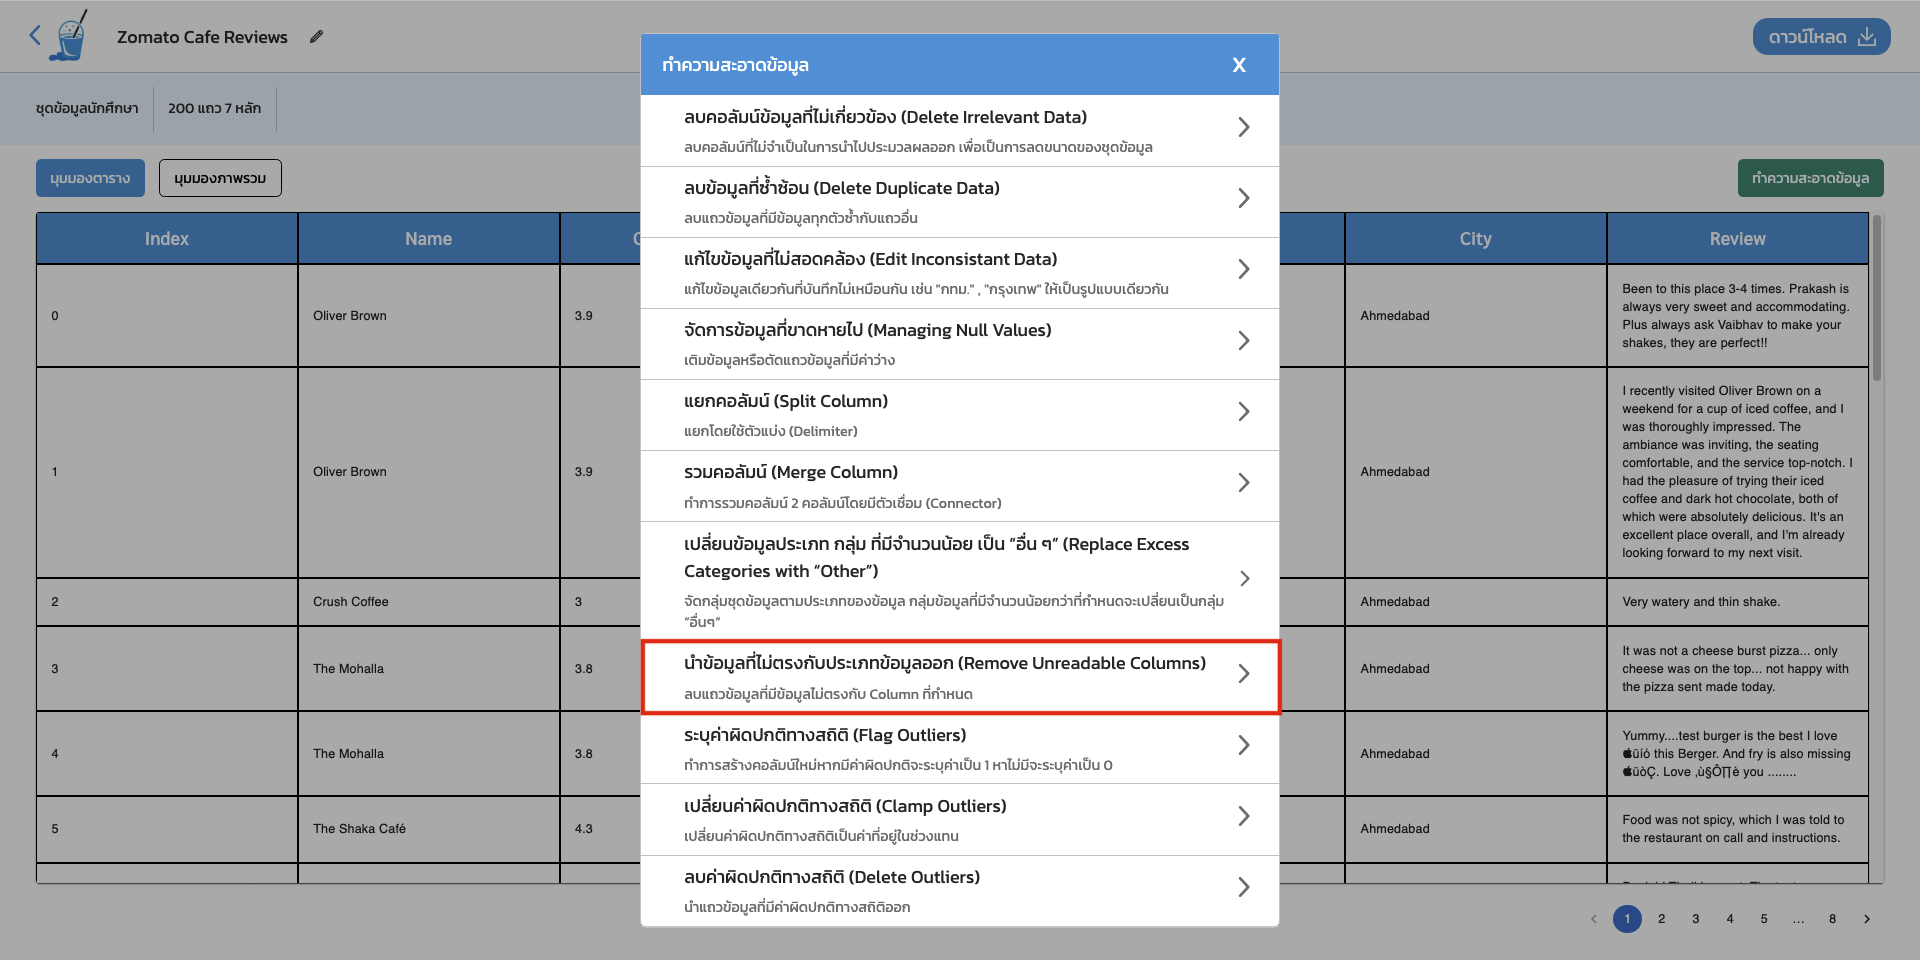 Zomato Cafe Reviews
ดาวน์โหลด
ชุดข้อมูลนักศึกษา
200 แถว 7 หลัก
มุมมองตาราง
มุมมองภาพรวม
ทำความสะอาดข้อมูล
ทำความสะอาดข้อมูล
X
ลบคอลัมน์ข้อมูลที่ไม่เกี่ยวข้อง (Delete Irrelevant Data)
ลบคอลัมน์ที่ไม่จำเป็นในการนำไปประมวลผลออก เพื่อเป็นการลดขนาดของชุดข้อมูล
ลบข้อมูลที่ซ้ำซ้อน (Delete Duplicate Data)
ลบแถวข้อมูลที่มีข้อมูลทุกตัวซ้ำกับแถวอื่น
แก้ไขข้อมูลที่ไม่สอดคล้อง (Edit Inconsistant Data)
แก้ไขข้อมูลเดียวกันที่บันทึกไม่เหมือนกัน เช่น "กทม." , "กรุงเทพ" ให้เป็นรูปแบบเดียวกัน
จัดการข้อมูลที่ขาดหายไป (Managing Null Values)
เติมข้อมูลหรือตัดแถวข้อมูลที่มีค่าว่าง
แยกคอลัมน์ (Split Column)
แยกโดยใช้ตัวแบ่ง (Delimiter)
รวมคอลัมน์ (Merge Column)
ทำการรวมคอลัมน์ 2 คอลัมน์โดยมีตัวเชื่อม (Connector)
เปลี่ยนข้อมูลประเภท กลุ่ม ที่มีจำนวนน้อย เป็น “อื่น ๆ” (Replace Excess
Categories with “Other”)
จัดกลุ่มชุดข้อมูลตามประเภทของข้อมูล กลุ่มข้อมูลที่มีจำนวนน้อยกว่าที่กำหนดจะเปลี่ยนเป็นกลุ่ม
“อื่นๆ”
นำข้อมูลที่ไม่ตรงกับประเภทข้อมูลออก (Remove Unreadable Columns)
ลบแถวข้อมูลที่มีข้อมูลไม่ตรงกับ Column ที่กำหนด
ระบุค่าผิดปกติทางสถิติ (Flag Outliers)
ทำการสร้างคอลัมน์ใหม่หากมีค่าผิดปกติจะระบุค่าเป็น 1 หาไม่มีจะระบุค่าเป็น 0
เปลี่ยนค่าผิดปกติทางสถิติ (Clamp Outliers)
เปลี่ยนค่าผิดปกติทางสถิติเป็นค่าที่อยู่ในช่วงแทน
ลบค่าผิดปกติทางสถิติ (Delete Outliers)
นำแถวข้อมูลที่มีค่าผิดปกติทางสถิติออก
Index Name City Review
0 Oliver Brown 3.9 Ahmedabad
Been to this place 3-4 times. Prakash is
always very sweet and accommodating.
Plus always ask Vaibhav to make your
shakes, they are perfect!!
1 Oliver Brown 3.9 Ahmedabad
I recently visited Oliver Brown on a
weekend for a cup of iced coffee, and I
was thoroughly impressed. The
ambiance was inviting, the seating
comfortable, and the service top-notch. I
had the pleasure of trying their iced
coffee and dark hot chocolate, both of
which were absolutely delicious. It's an
excellent place overall, and I'm already
looking forward to my next visit.
2 Crush Coffee 3 Ahmedabad Very watery and thin shake.
3 The Mohalla 3.8 Ahmedabad
It was not a cheese burst pizza... only
cheese was on the top... not happy with
the pizza sent made today.
4 The Mohalla 3.8 Ahmedabad
Yummy....test burger is the best I love
üíó this Berger. And fry is also missing
üòÇ. Love ‚ù§Ô∏è you ........
5 The Shaka Café 4.3 Ahmedabad
Food was not spicy, which I was told to
the restaurant on call and instructions.
1 2 3 4 5 ... 8